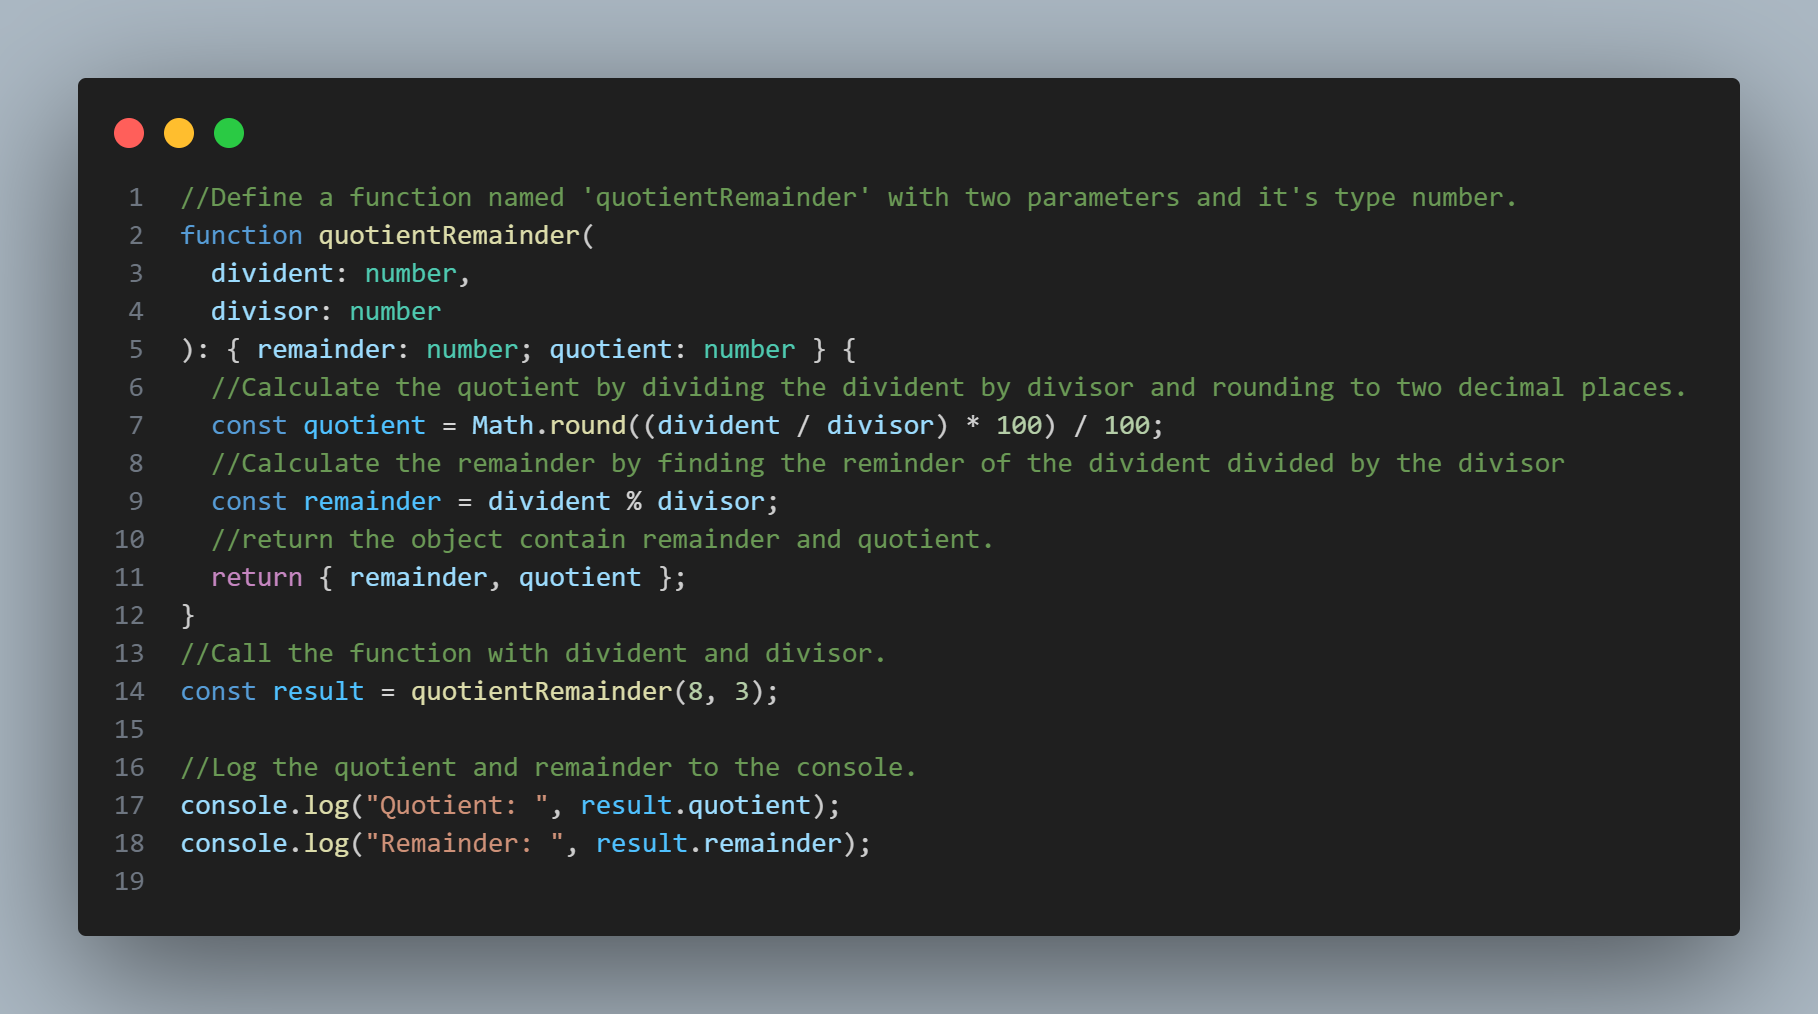 1 //Define a function named 'quotientRemainder' with two parameters and it's type number.
2 function quotientRemainder(
3   divident: number,
4   divisor: number
5 ): { remainder: number; quotient: number } {
6   //Calculate the quotient by dividing the divident by divisor and rounding to two decimal places.
7   const quotient = Math.round((divident / divisor) * 100) / 100;
8   //Calculate the remainder by finding the reminder of the divident divided by the divisor
9   const remainder = divident % divisor;
10   //return the object contain remainder and quotient.
11   return { remainder, quotient };
12 }
13 //Call the function with divident and divisor.
14 const result = quotientRemainder(8, 3);
15
16 //Log the quotient and remainder to the console.
17 console.log("Quotient: ", result.quotient);
18 console.log("Remainder: ", result.remainder);
19